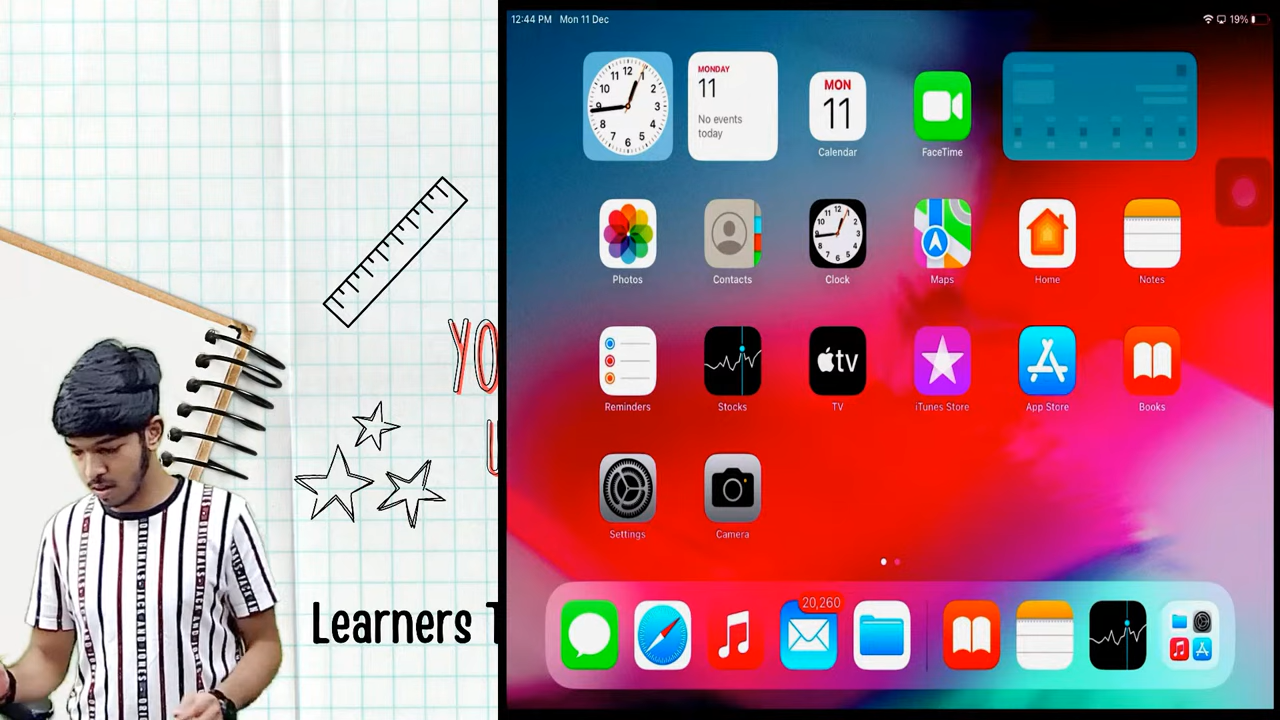 12:44 PM Mon 11 Dec
19%
MONDAY
11
No events
today
MON
11
Calendar
FaceTime
Photos
Contacts
Clock
Maps
Home
Notes
Reminders
Stocks
tv
TV
iTunes Store
App Store
Books
Settings
Camera
20,260
YO
Learners T